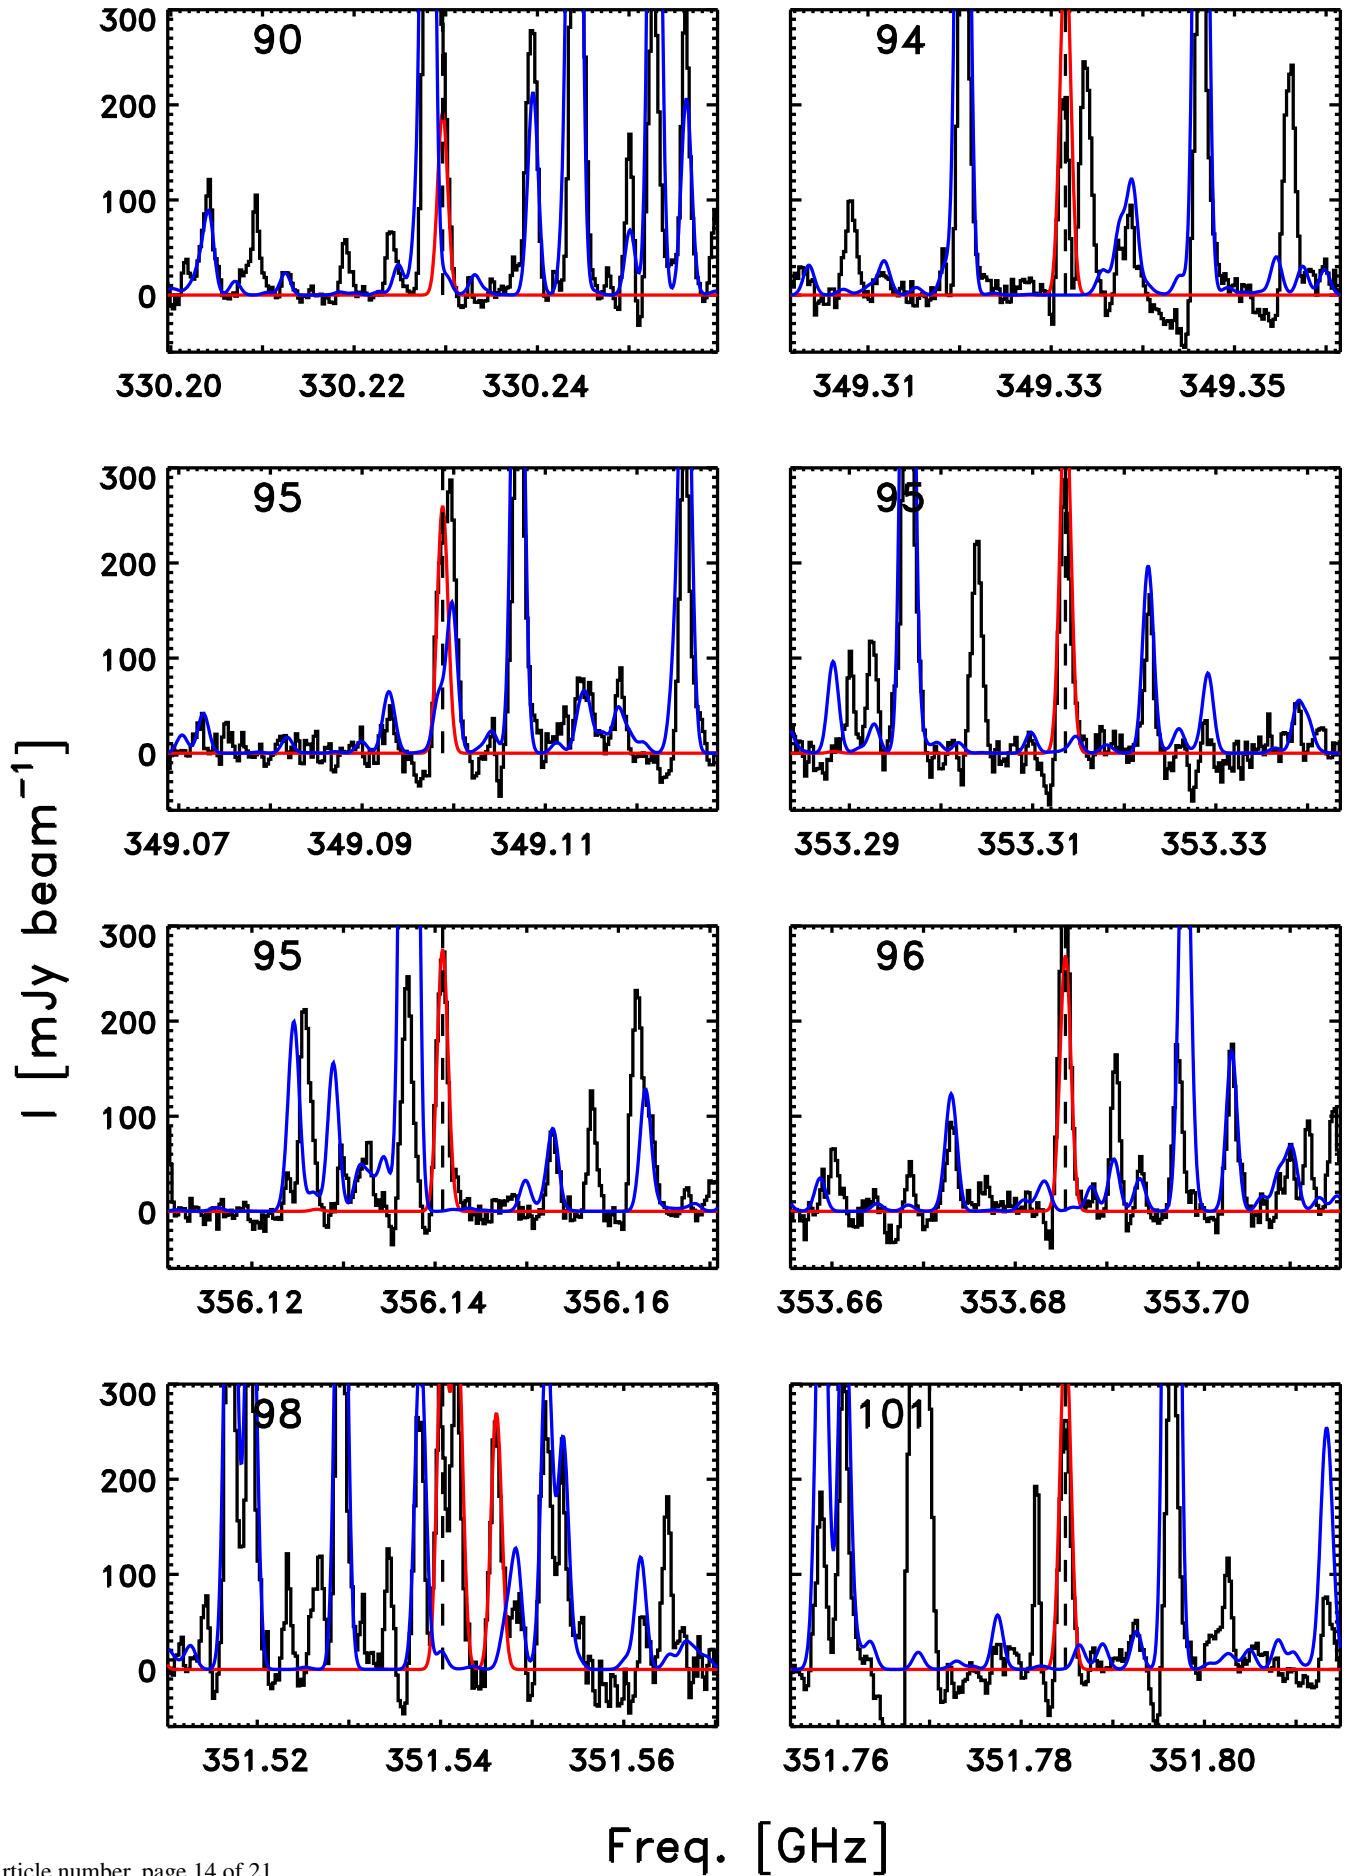 300
200
100
0
90
330.20 330.22 330.24
94
349.31 349.33 349.35
300
200
100
0
95
349.07 349.09 349.11
95
353.29 353.31 353.33
300
200
100
0
95
356.12 356.14 356.16
96
353.66 353.68 353.70
300
200
100
0
98
351.52 351.54 351.56
101
351.76 351.78 351.80
I [mJy beam⁻¹]
Freq. [GHz]
rticle number, page 14 of 21